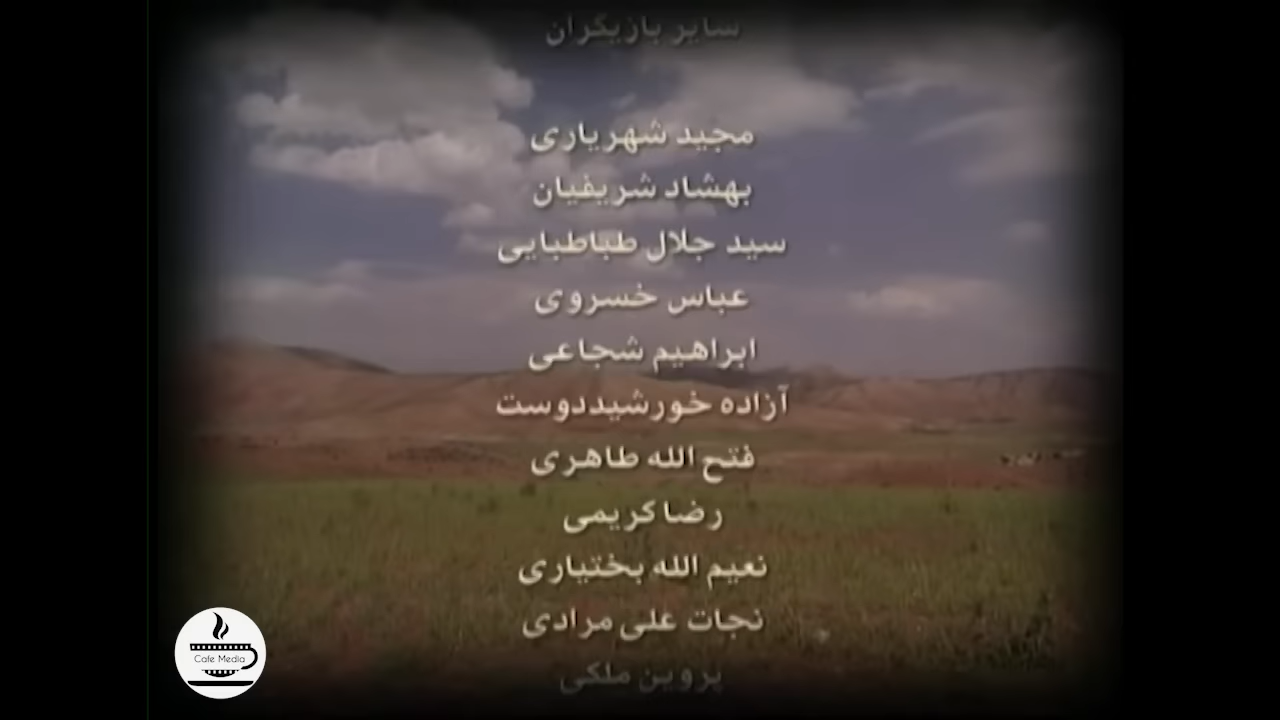 سایر بازیگران
مجید شهریاری
بهشاد شریفیان
سید جلال طباطبایی
عباس خسروی
ابراهیم شجاعی
آزاده خورشیددوست
فتح الله طاهری
رضا کریمی
نعیم الله بختیاری
نجات علی مرادی
پروین ملکی
Cafe Media